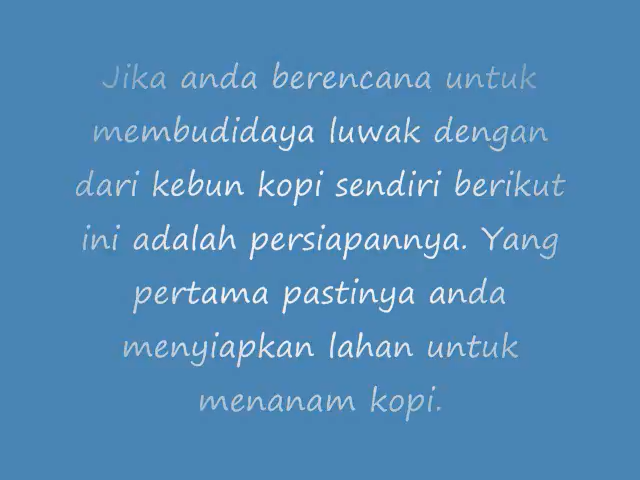 Jika anda berencana untuk
membudidaya luwak dengan
dari kebun kopi sendiri berikut
ini adalah persiapannya. Yang
pertama pastinya anda
menyiapkan lahan untuk
menanam kopi.